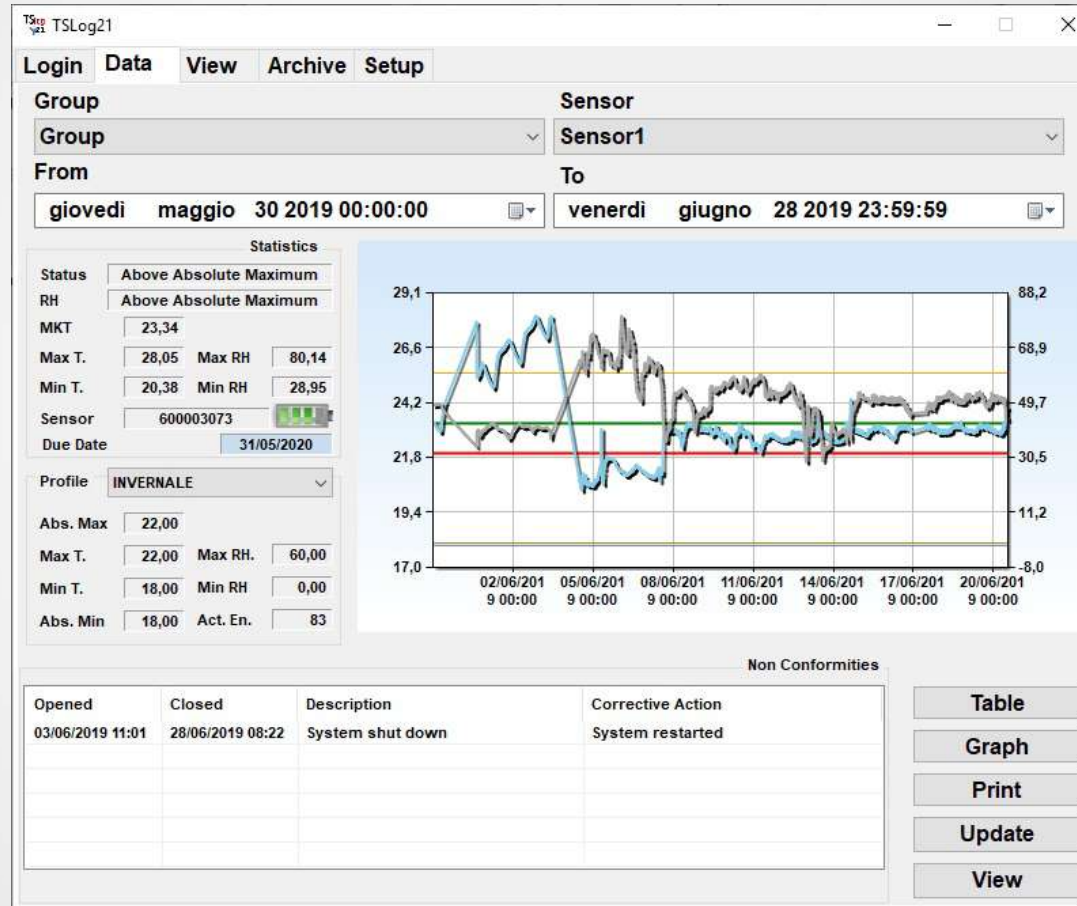 TSLog21
Login Data View Archive Setup
Group Sensor
Group Sensor1
From To
giovedì maggio 30 2019 00:00:00 venerdì giugno 28 2019 23:59:59
Statistics
Status Above Absolute Maximum
RH Above Absolute Maximum
MKT 23,34
Max T. 28,05 Max RH 80,14
Min T. 20,38 Min RH 28,95
Sensor 600003073
Due Date 31/05/2020
Profile INVERNALE
Abs. Max 22,00
Max T. 22,00 Max RH. 60,00
Min T. 18,00 Min RH 0,00
Abs. Min 18,00 Act. En. 83
29,1 88,2
26,6 68,9
24,2 49,7
21,8 30,5
19,4 11,2
17,0 -8,0
02/06/201 05/06/201 08/06/201 11/06/201 14/06/201 17/06/201 20/06/201
9 00:00 9 00:00 9 00:00 9 00:00 9 00:00 9 00:00 9 00:00
Non Conformities
Opened Closed Description Corrective Action
03/06/2019 11:01 28/06/2019 08:22 System shut down System restarted
Table
Graph
Print
Update
View